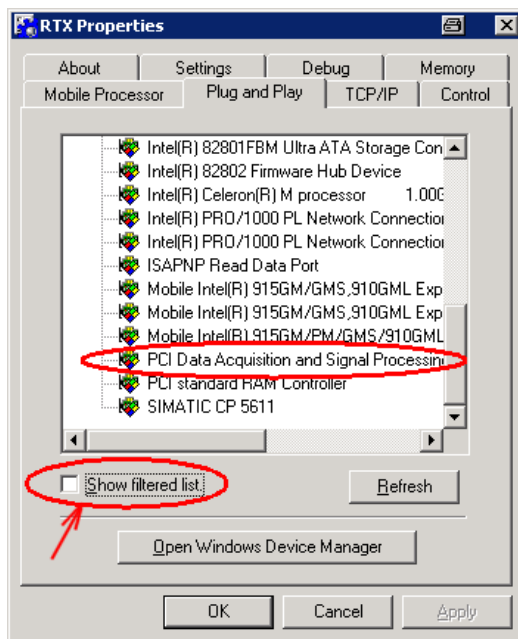 RTX Properties
About Settings Debug Memory
Mobile Processor Plug and Play TCP/IP Control
Intel(R) 82801FBM Ultra ATA Storage Con
Intel(R) 82802 Firmware Hub Device
Intel(R) Celeron(R) M processor 1.00G
Intel(R) PRO/1000 PL Network Connection
Intel(R) PRO/1000 PL Network Connection
ISAPNP Read Data Port
Mobile Intel(R) 915GM/GMS,910GML Exp
Mobile Intel(R) 915GM/GMS,910GML Exp
Mobile Intel(R) 915GM/PM/GMS/910GML
PCI Data Acquisition and Signal Processing
PCI standard RAM Controller
SIMATIC CP 5611
Show filtered list.
Refresh
Open Windows Device Manager
OK Cancel Apply